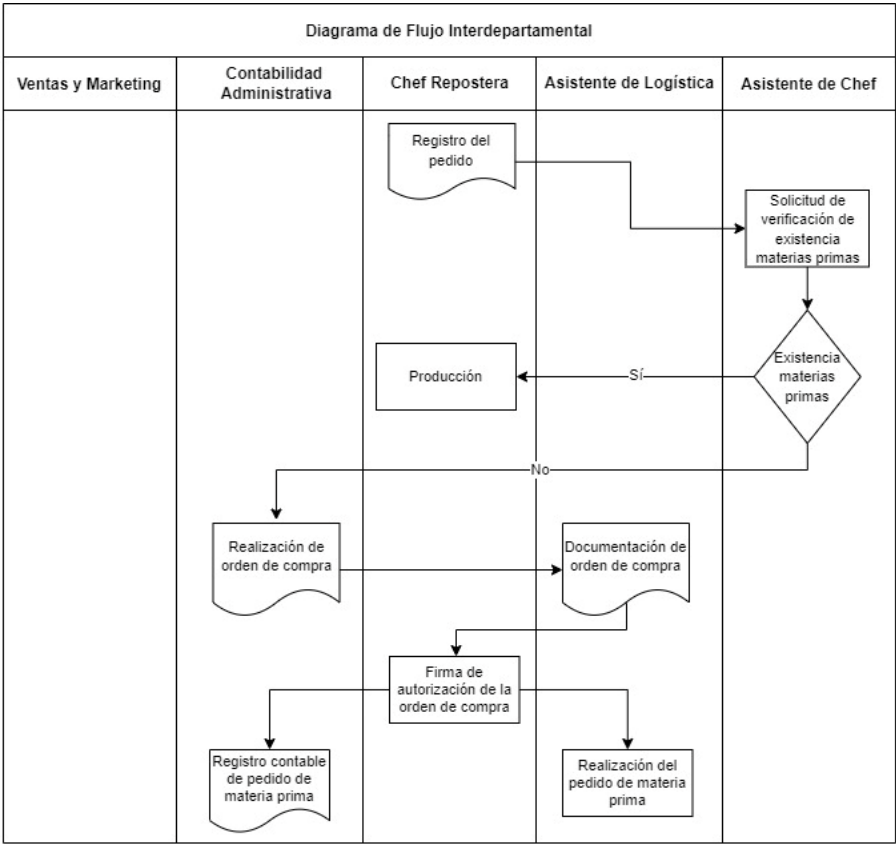 Diagrama de Flujo Interdepartamental
Ventas y Marketing
Contabilidad
Administrativa
Chef Repostera
Asistente de Logística
Asistente de Chef
Registro del
pedido
Solicitud de
verificación de
existencia
materias primas
Existencia
materias
primas
Sí
Producción
No
Realización de
orden de compra
Documentación de
orden de compra
Firma de
autorización de la
orden de compra
Registro contable
de pedido de
materia prima
Realización del
pedido de materia
prima